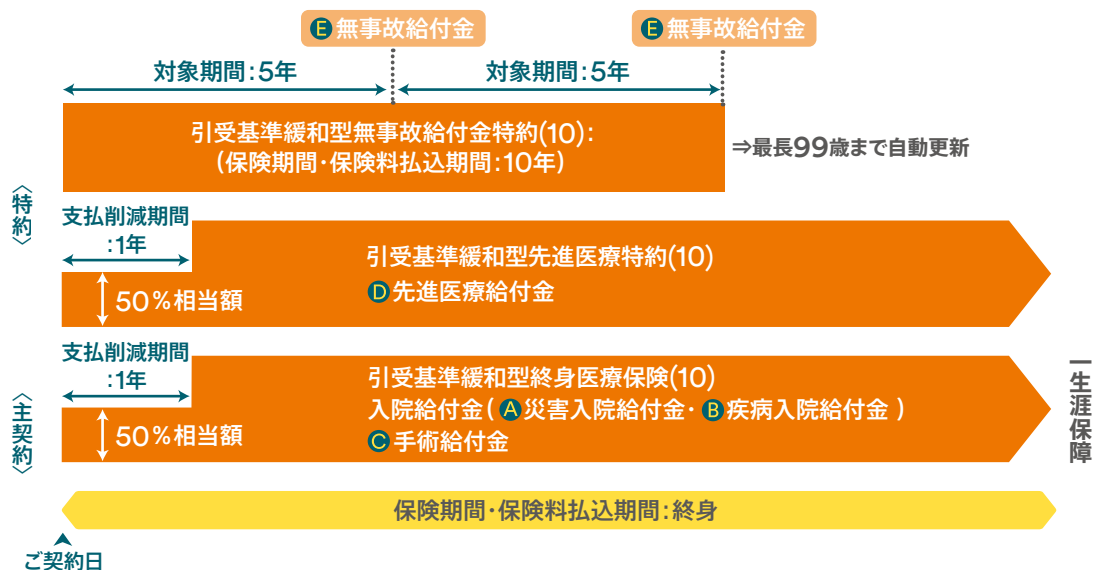 E 無事故給付金
E 無事故給付金
対象期間:5年
対象期間:5年
引受基準緩和型無事故給付金特約(10):
(保険期間・保険料払込期間:10年)
⇒最長99歳まで自動更新
〈特約〉
支払削減期間
:1年
50%相当額
引受基準緩和型先進医療特約(10)
D 先進医療給付金
〈主契約〉
支払削減期間
:1年
50%相当額
引受基準緩和型終身医療保険(10)
入院給付金( A 災害入院給付金・ B 疾病入院給付金 )
C 手術給付金
一生涯保障
保険期間・保険料払込期間:終身
ご契約日